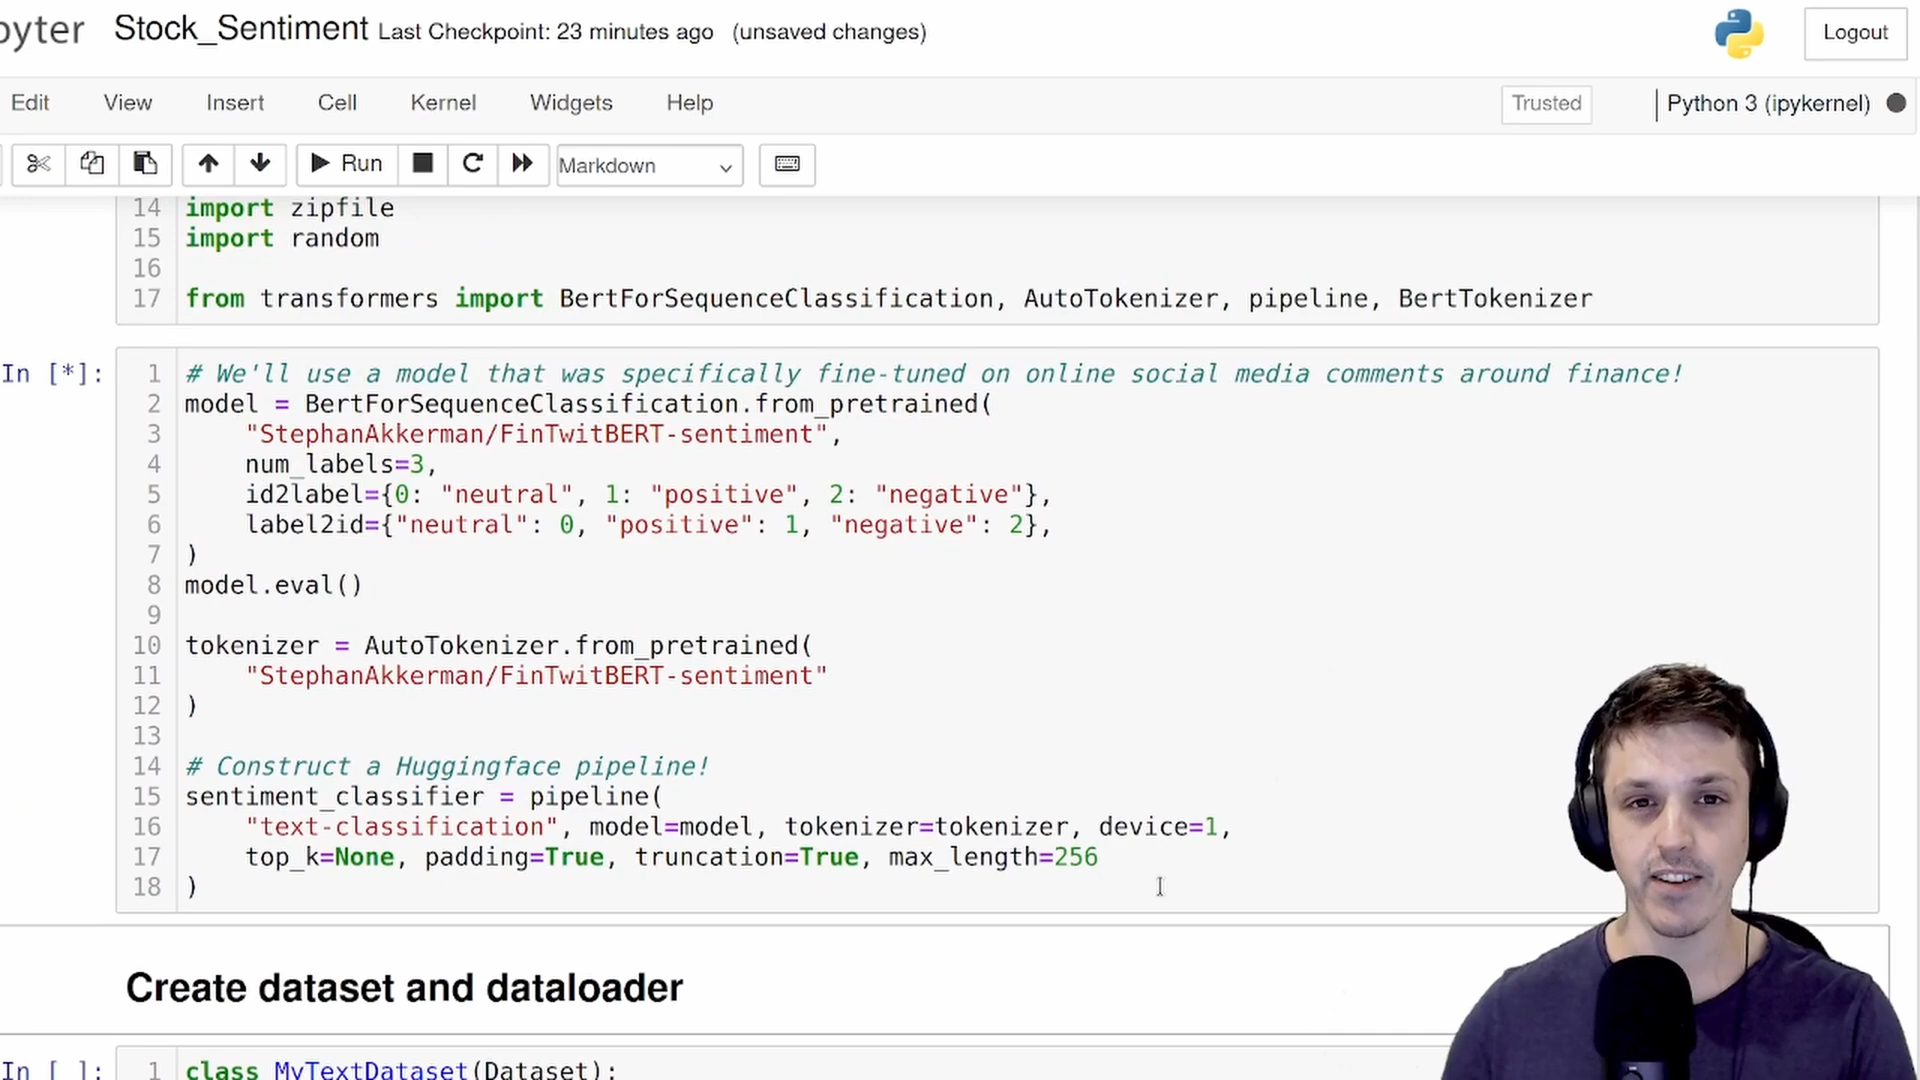 pyter Stock_Sentiment Last Checkpoint: 23 minutes ago (unsaved changes) Logout
Edit View Insert Cell Kernel Widgets Help Trusted Python 3 (ipykernel)
Run Markdown
14 import zipfile
15 import random
16
17 from transformers import BertForSequenceClassification, AutoTokenizer, pipeline, BertTokenizer
In [*]:
1 # We'll use a model that was specifically fine-tuned on online social media comments around finance!
2 model = BertForSequenceClassification.from_pretrained(
3 "StephanAkkerman/FinTwitBERT-sentiment",
4 num_labels=3,
5 id2label={0: "neutral", 1: "positive", 2: "negative"},
6 label2id={"neutral": 0, "positive": 1, "negative": 2},
7 )
8 model.eval()
9
10 tokenizer = AutoTokenizer.from_pretrained(
11 "StephanAkkerman/FinTwitBERT-sentiment"
12 )
13
14 # Construct a Huggingface pipeline!
15 sentiment_classifier = pipeline(
16 "text-classification", model=model, tokenizer=tokenizer, device=1,
17 top_k=None, padding=True, truncation=True, max_length=256
18 )
Create dataset and dataloader
In [ ]:
1 class MyTextDataset(Dataset):